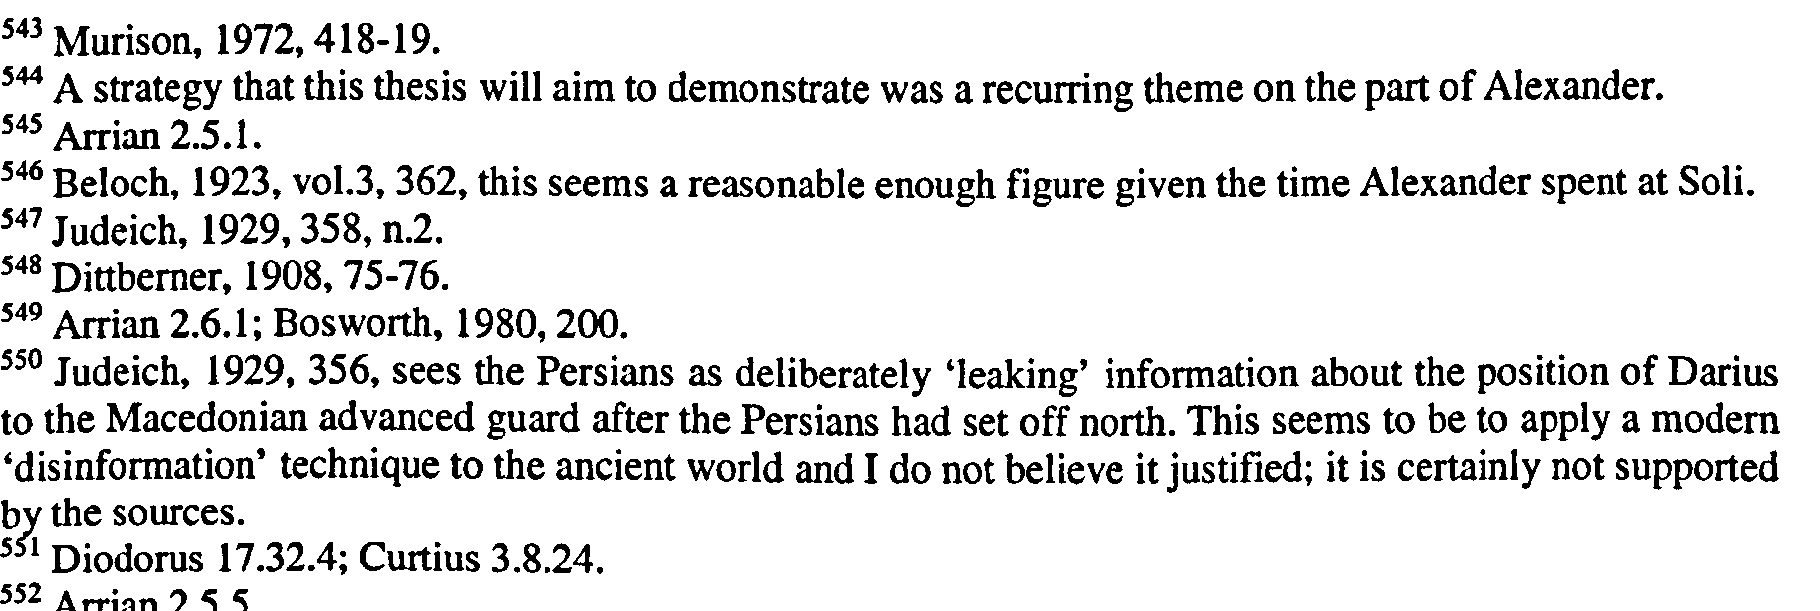 543 Murison, 1972, 418-19.
544 A strategy that this thesis will aim to demonstrate was a recurring theme on the part of Alexander.
545 Arrian 2.5.1.
546 Beloch, 1923, vol.3, 362, this seems a reasonable enough figure given the time Alexander spent at Soli.
547 Judeich, 1929, 358, n.2.
548 Dittberner, 1908, 75-76.
549 Arrian 2.6.1; Bosworth, 1980, 200.
550 Judeich, 1929, 356, sees the Persians as deliberately ‘leaking’ information about the position of Darius
to the Macedonian advanced guard after the Persians had set off north. This seems to be to apply a modern
‘disinformation’ technique to the ancient world and I do not believe it justified; it is certainly not supported
by the sources.
551 Diodorus 17.32.4; Curtius 3.8.24.
552 Arrian 2.5.5.